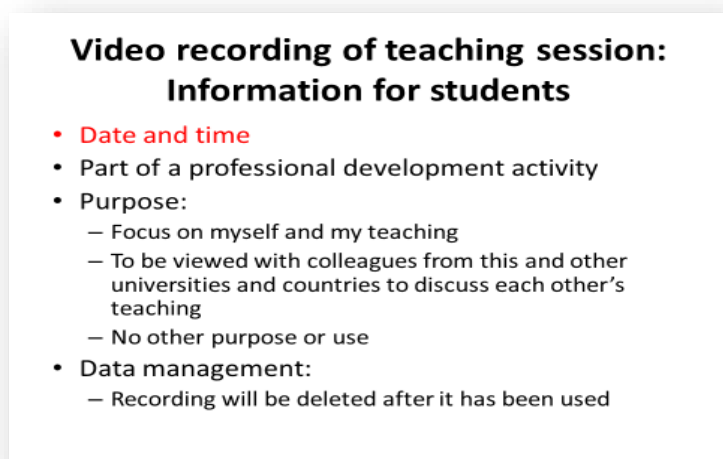 Video recording of teaching session:
Information for students
• Date and time
• Part of a professional development activity
• Purpose:
– Focus on myself and my teaching
– To be viewed with colleagues from this and other
universities and countries to discuss each other’s
teaching
– No other purpose or use
• Data management:
– Recording will be deleted after it has been used